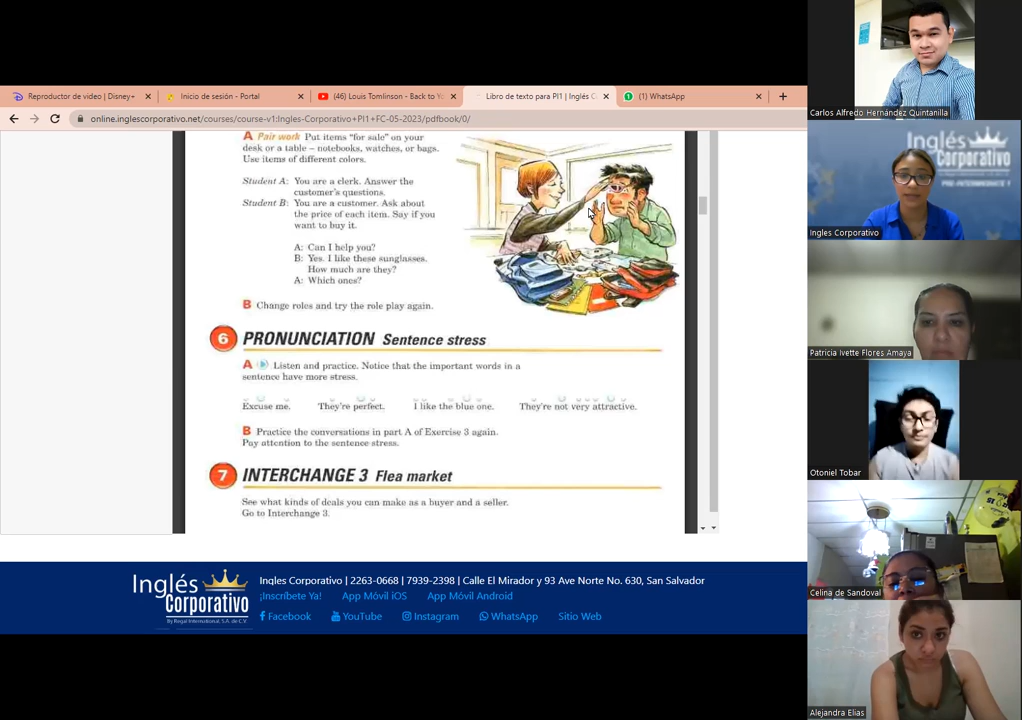 Reproductor de video | Disney+
Inicio de sesión - Portal
(46) Louis Tomlinson - Back to Yo
Libro de texto para PI1 | Inglés C
(1) WhatsApp
online.inglescorporativo.net/courses/course-v1:Ingles-Corporativo+PI1+FC-05-2023/pdfbook/0/
A Pair work Put items "for sale" on your
desk or a table – notebooks, watches, or bags.
Use items of different colors.
Student A: You are a clerk. Answer the
customer's questions.
Student B: You are a customer. Ask about
the price of each item. Say if you
want to buy it.
A: Can I help you?
B: Yes. I like these sunglasses.
How much are they?
A: Which ones?
B Change roles and try the role play again.
6 PRONUNCIATION Sentence stress
A Listen and practice. Notice that the important words in a
sentence have more stress.
Excuse me. They're perfect. I like the blue one. They're not very attractive.
B Practice the conversations in part A of Exercise 3 again.
Pay attention to the sentence stress.
7 INTERCHANGE 3 Flea market
See what kinds of deals you can make as a buyer and a seller.
Go to Interchange 3.
Inglés
Corporativo
By Regal International, S.A. de C.V.
Ingles Corporativo | 2263-0668 | 7939-2398 | Calle El Mirador y 93 Ave Norte No. 630, San Salvador
¡Inscríbete Ya! App Móvil iOS App Móvil Android
Facebook YouTube Instagram WhatsApp Sitio Web
Carlos Alfredo Hernández Quintanilla
Inglés
Corporativo
PRE-INTERMEDIATE 1
Ingles Corporativo
Patricia Ivette Flores Amaya
Otoniel Tobar
Celina de Sandoval
Alejandra Elias